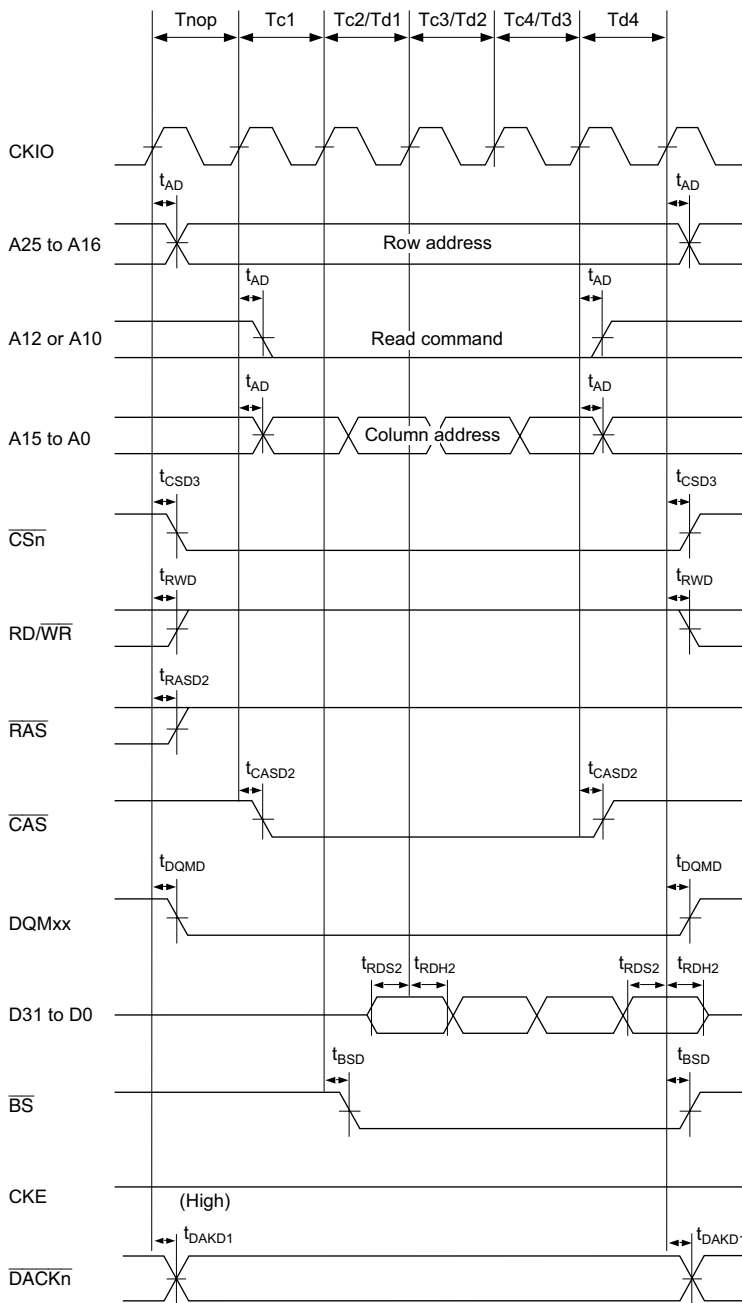 Tnop Tc1 Tc2/Td1 Tc3/Td2 Tc4/Td3 Td4
CKIO
tAD tAD
A25 to A16 Row address
tAD tAD
A12 or A10 Read command
tAD tAD
A15 to A0 Column address
tCSD3 tCSD3
CSn
tRWD tRWD
RD/WR
tRASD2
RAS
tCASD2 tCASD2
CAS
tDQMD tDQMD
DQMxx
tRDS2 tRDH2 tRDS2 tRDH2
D31 to D0
tBSD tBSD
BS
CKE (High)
tDAKD1 tDAKD1
DACKn